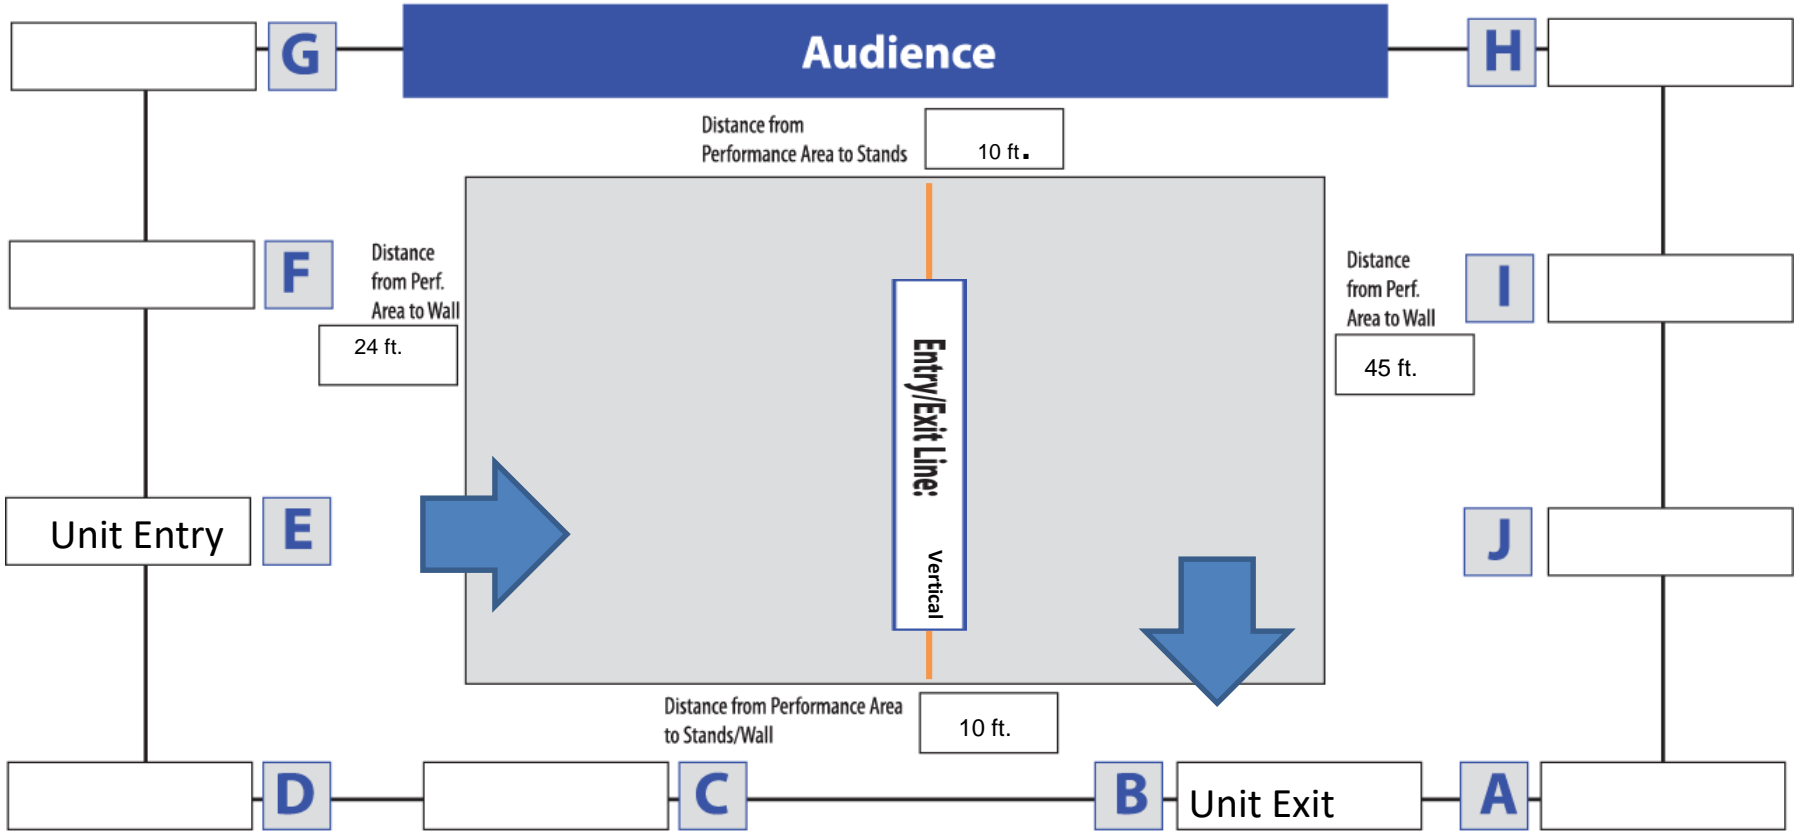 G
Audience
H
Distance from
Performance Area to Stands
10 ft.
F
Distance
from Perf.
Area to Wall
24 ft.
Distance
from Perf.
Area to Wall
45 ft.
I
Entry/Exit Line:
Vertical
Unit Entry
E
J
Distance from Performance Area
to Stands/Wall
10 ft.
D
C
B
Unit Exit
A